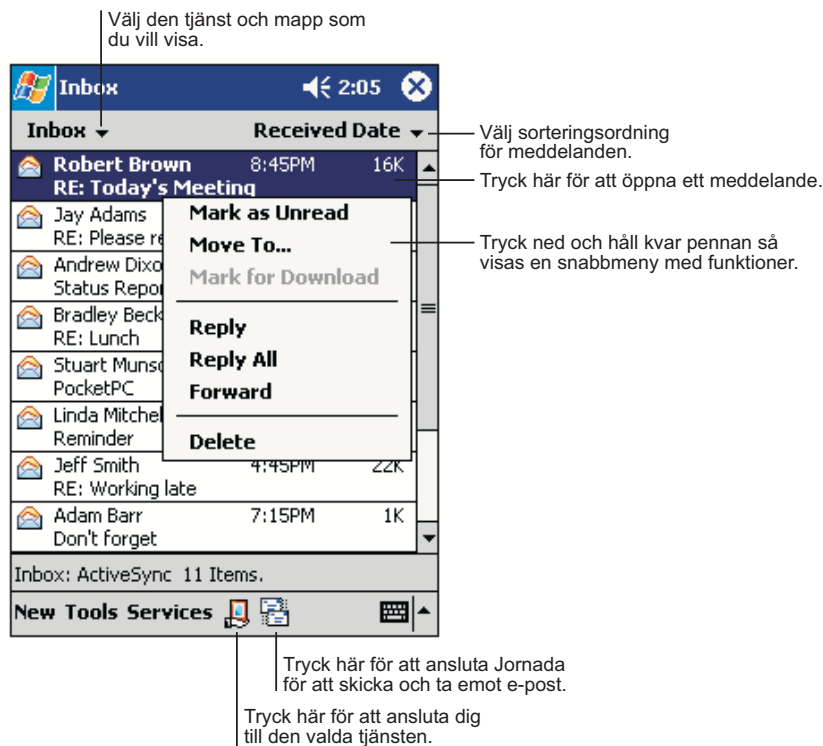 Välj den tjänst och mapp som
du vill visa.
Inbox 2:05
Inbox Received Date
Välj sorteringsordning
för meddelanden.
Robert Brown 8:45PM 16K
RE: Today's Meeting
Tryck här för att öppna ett meddelande.
Jay Adams
RE: Please re
Mark as Unread
Move To...
Mark for Download
Reply
Reply All
Forward
Delete
Tryck ned och håll kvar pennan så
visas en snabbmeny med funktioner.
Andrew Dixo
Status Repor
Bradley Beck
RE: Lunch
Stuart Munso
PocketPC
Linda Mitchel
Reminder
Jeff Smith 4:45PM 22K
RE: Working late
Adam Barr 7:15PM 1K
Don't forget
Inbox: ActiveSync 11 Items.
New Tools Services
Tryck här för att ansluta Jornada
för att skicka och ta emot e-post.
Tryck här för att ansluta dig
till den valda tjänsten.